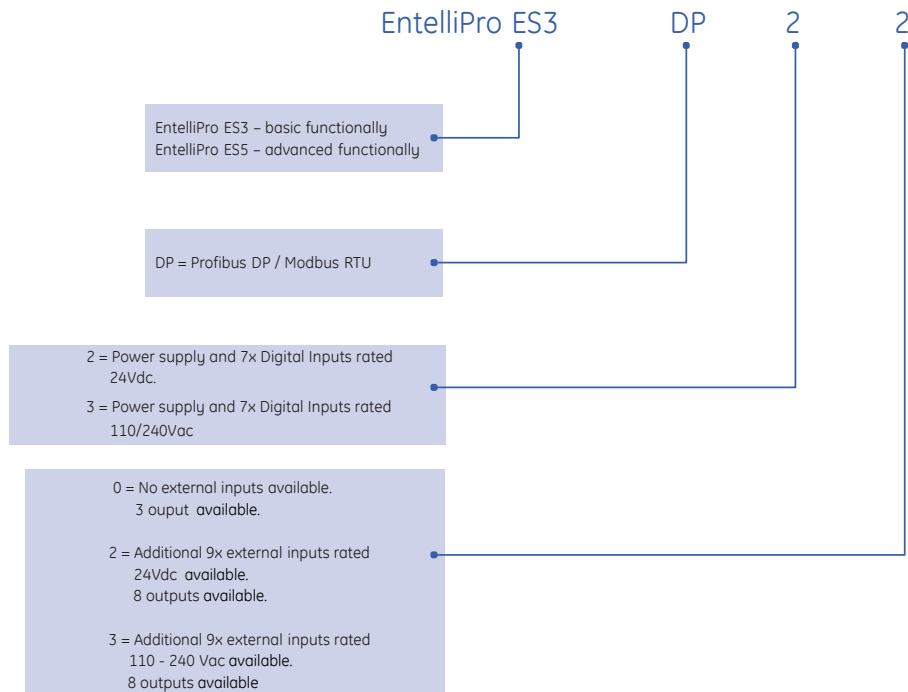 EntelliPro ES3 DP 2 2
EntelliPro ES3 – basic functionally
EntelliPro ES5 – advanced functionally
DP = Profibus DP / Modbus RTU
2 = Power supply and 7x Digital Inputs rated
24Vdc.
3 = Power supply and 7x Digital Inputs rated
110/240Vac
0 = No external inputs available.
3 ouput available.
2 = Additional 9x external inputs rated
24Vdc available.
8 outputs available.
3 = Additional 9x external inputs rated
110 - 240 Vac available.
8 outputs available